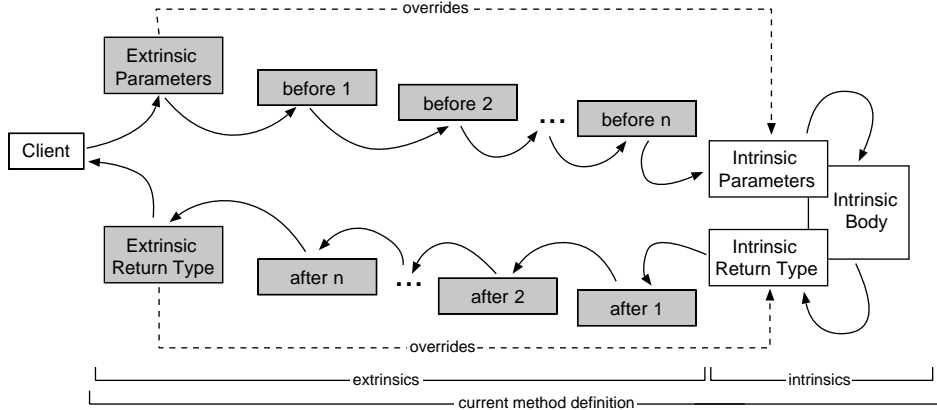 overrides
Extrinsic
Parameters
before 1
before 2
...
before n
Client
Intrinsic
Parameters
Intrinsic
Body
Extrinsic
Return Type
after n
...
after 2
after 1
Intrinsic
Return Type
overrides
extrinsics
intrinsics
current method definition